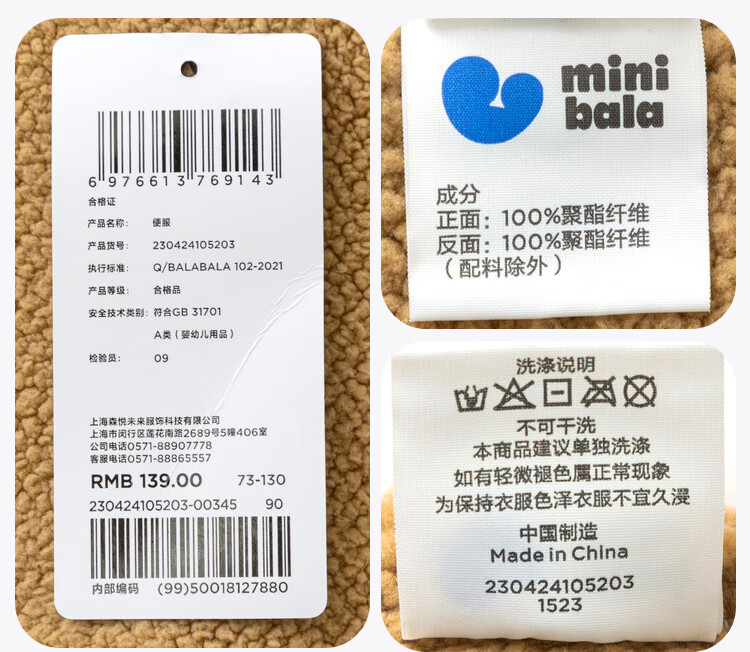 6 976613 769143
合格证
产品名称： 便服
产品货号： 230424105203
执行标准： Q/BALABALA 102-2021
产品等级： 合格品
安全技术类别：符合GB 31701
A类（婴幼儿用品）
检验员： 09
上海森悦未来服饰科技有限公司
上海市闵行区莲花南路2689号5幢406室
公司电话0571-88907778
客服电话0571-88865557
RMB 139.00 73-130
230424105203-00345 90
内部编码 (99)50018127880
mini
bala
成分
正面：100%聚酯纤维
反面：100%聚酯纤维
（配料除外）
洗涤说明
不可干洗
本商品建议单独洗涤
如有轻微褪色属正常现象
为保持衣服色泽衣服不宜久浸
中国制造
Made in China
230424105203
1523